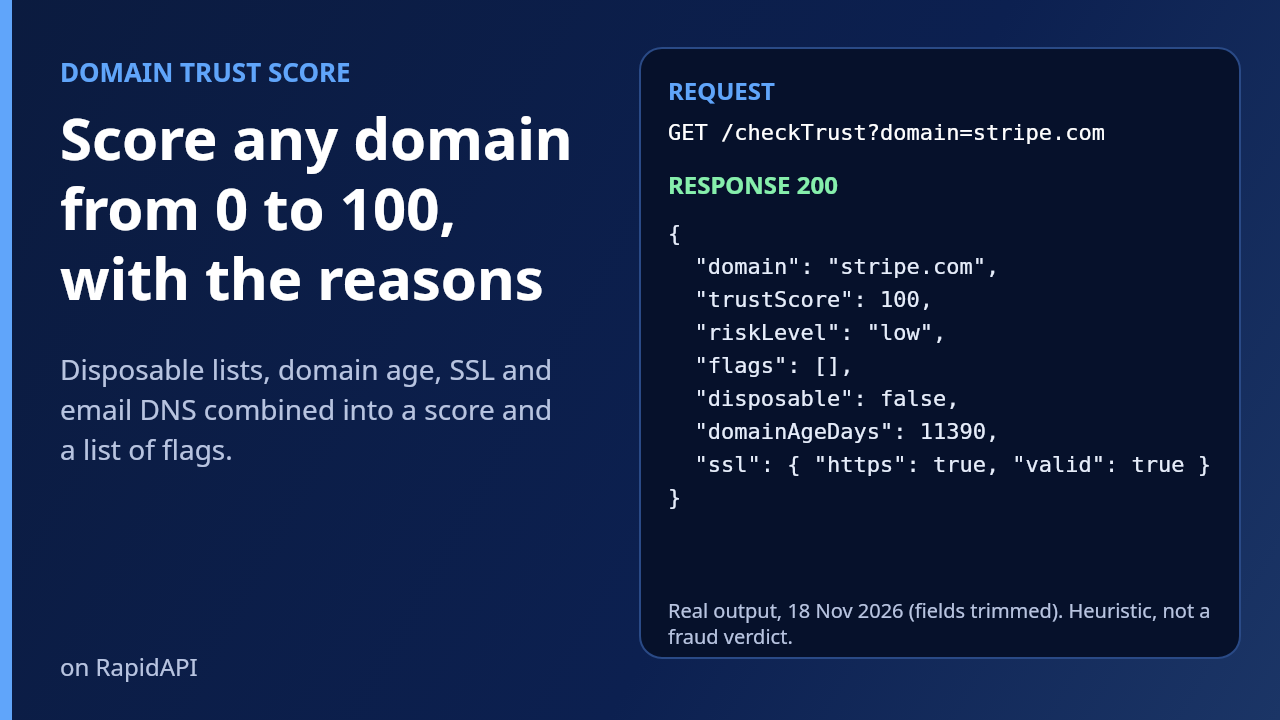 DOMAIN TRUST SCORE
Score any domain
from 0 to 100,
with the reasons
Disposable lists, domain age, SSL and
email DNS combined into a score and
a list of flags.
on RapidAPI
REQUEST
GET /checkTrust?domain=stripe.com
RESPONSE 200
{
  "domain": "stripe.com",
  "trustScore": 100,
  "riskLevel": "low",
  "flags": [],
  "disposable": false,
  "domainAgeDays": 11390,
  "ssl": { "https": true, "valid": true }
}
Real output, 18 Nov 2026 (fields trimmed). Heuristic, not a
fraud verdict.